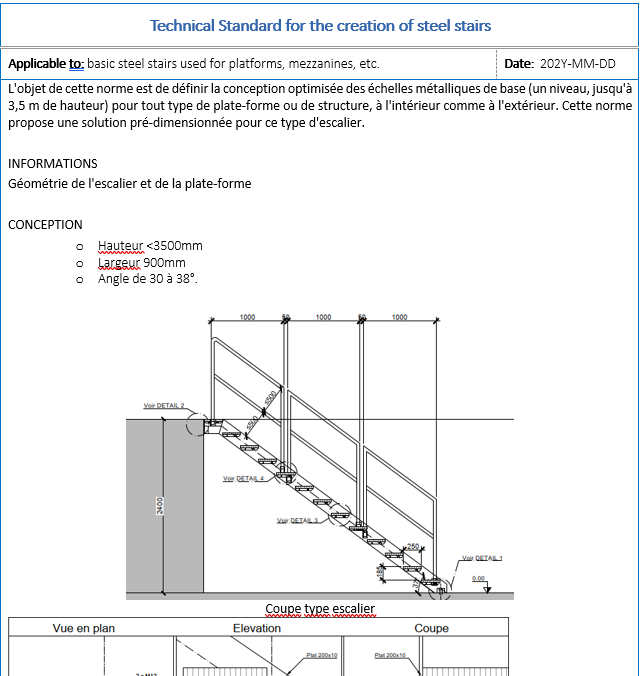 Technical Standard for the creation of steel stairs
Applicable to: basic steel stairs used for platforms, mezzanines, etc.
Date: 202Y-MM-DD
L'objet de cette norme est de définir la conception optimisée des échelles métalliques de base (un niveau, jusqu'à
3,5 m de hauteur) pour tout type de plate-forme ou de structure, à l'intérieur comme à l'extérieur. Cette norme
propose une solution pré-dimensionnée pour ce type d'escalier.
INFORMATIONS
Géométrie de l'escalier et de la plate-forme
CONCEPTION
o Hauteur <3500mm
o Largeur 900mm
o Angle de 30 à 38°.
1000 50 1000 50 1000
≤500
≤500
Voir DETAIL 2
Voir DETAIL 4
2400
Voir DETAIL 3
250
185
Voir DETAIL 1
0.00
Coupe type escalier
Vue en plan Elevation Coupe
Plat 200x10 Plat 200x10